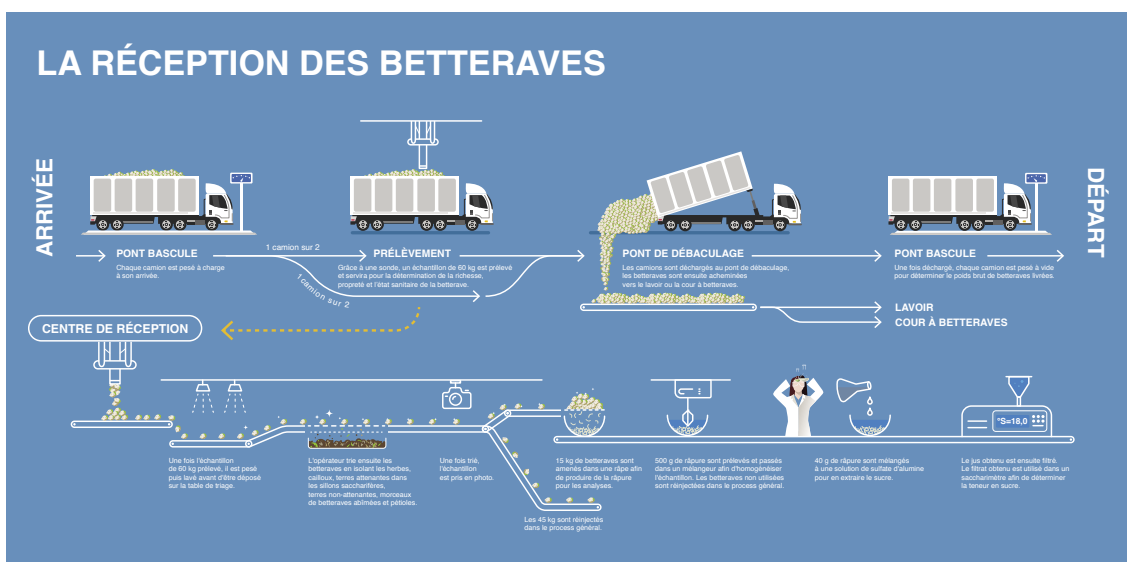 LA RÉCEPTION DES BETTERAVES
ARRIVÉE
DÉPART
PONT BASCULE
Chaque camion est pesé à charge
à son arrivée.
1 camion sur 2
1 camion sur 2
PRÉLÈVEMENT
Grâce à une sonde, un échantillon de 60 kg est prélevé
et servira pour la détermination de la richesse,
propreté et l'état sanitaire de la betterave.
PONT DE DÉBACULAGE
Les camions sont déchargés au pont de débaculage,
les betteraves sont ensuite acheminées
vers le lavoir ou la cour à betteraves.
PONT BASCULE
Une fois déchargé, chaque camion est pesé à vide
pour déterminer le poids brut de betteraves livrées.
LAVOIR
COUR À BETTERAVES
CENTRE DE RÉCEPTION
Une fois l'échantillon
de 60 kg prélevé, il est pesé
puis lavé avant d'être déposé
sur la table de triage.
L'opérateur trie ensuite les
betteraves en isolant les herbes,
cailloux, terres attenantes dans
les sillons saccharifères,
terres non-attenantes, morceaux
de betteraves abîmées et pétioles.
Une fois trié,
l'échantillon
est pris en photo.
Les 45 kg sont réinjectés
dans le process général.
15 kg de betteraves sont
amenés dans une râpe afin
de produire de la râpure
pour les analyses.
500 g de râpure sont prélevés et passés
dans un mélangeur afin d'homogénéiser
l'échantillon. Les betteraves non utilisées
sont réinjectées dans le process général.
40 g de râpure sont mélangés
à une solution de sulfate d'alumine
pour en extraire le sucre.
°S=18,0
Le jus obtenu est ensuite filtré.
Le filtrat obtenu est utilisé dans un
saccharimètre afin de déterminer
la teneur en sucre.